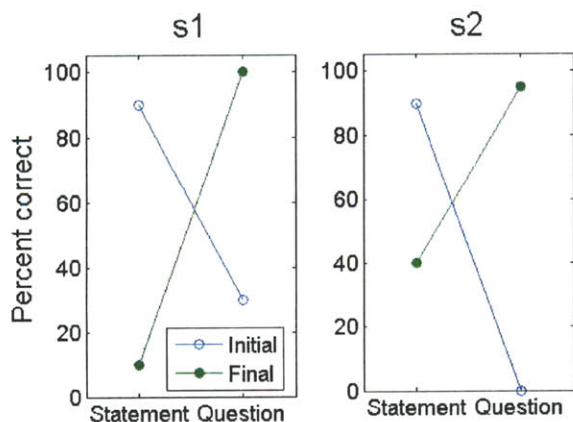 s1
s2
Percent correct
100
80
60
40
20
0
Initial
Final
Statement Question
100
80
60
40
20
0
Statement Question